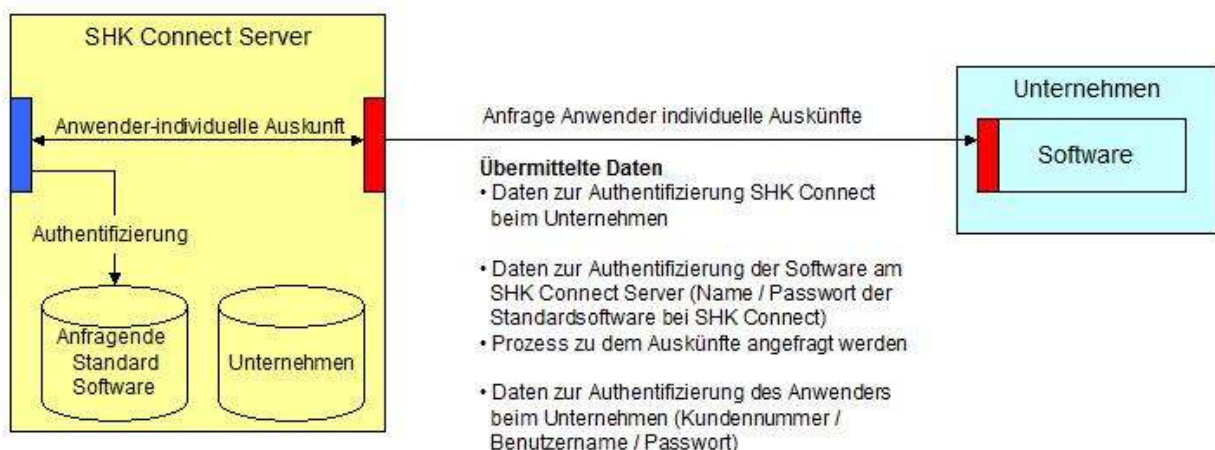 SHK Connect Server
Anwender-individuelle Auskunft
Authentifizierung
Anfragende
Standard
Software
Unternehmen
Anfrage Anwender individuelle Auskünfte
Übermittelte Daten
• Daten zur Authentifizierung SHK Connect
beim Unternehmen
• Daten zur Authentifizierung der Software am
SHK Connect Server (Name / Passwort der
Standardsoftware bei SHK Connect)
• Prozess zu dem Auskünfte angefragt werden
• Daten zur Authentifizierung des Anwenders
beim Unternehmen (Kundennummer /
Benutzername / Passwort)
Unternehmen
Software